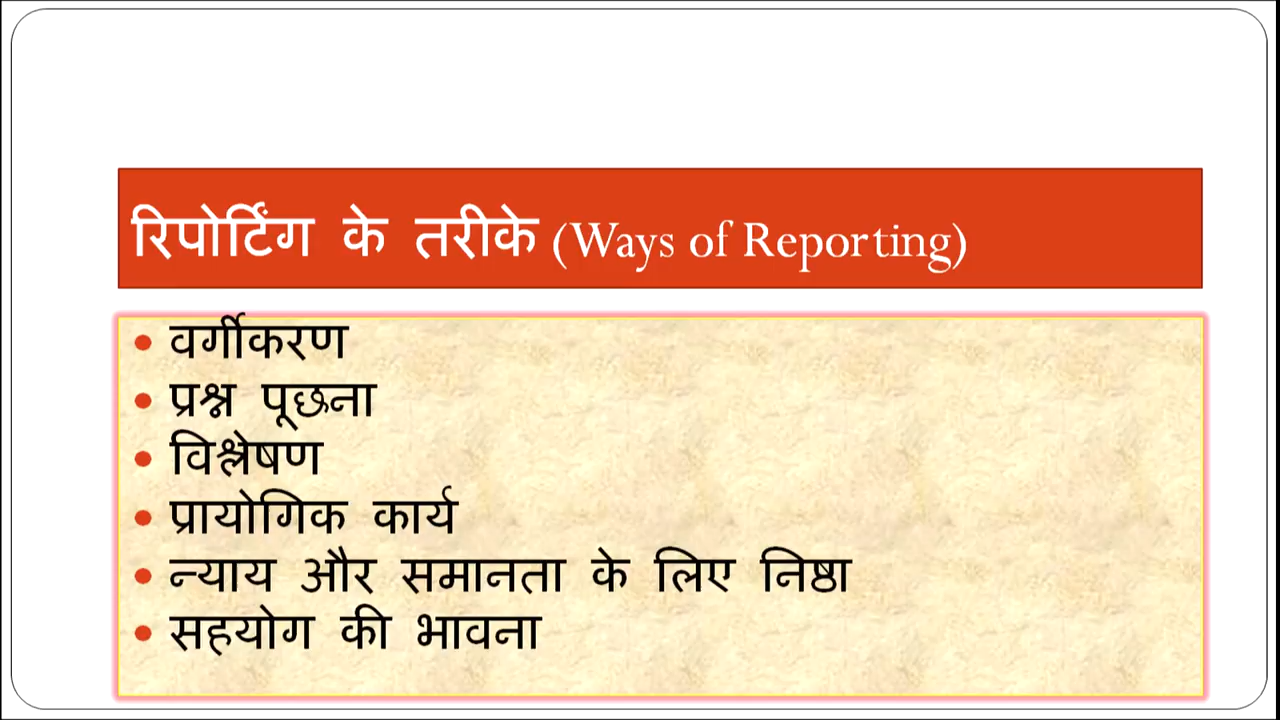 रिपोर्टिंग के तरीके (Ways of Reporting)
• वर्गीकरण
• प्रश्न पूछना
• विश्लेषण
• प्रायोगिक कार्य
• न्याय और समानता के लिए निष्ठा
• सहयोग की भावना